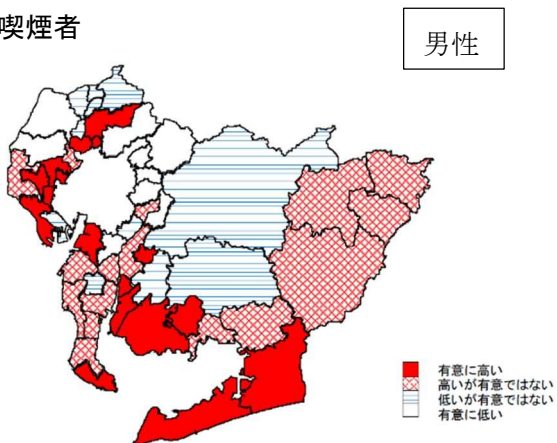 喫煙者
男性
有意に高い
高いが有意ではない
低いが有意ではない
有意に低い